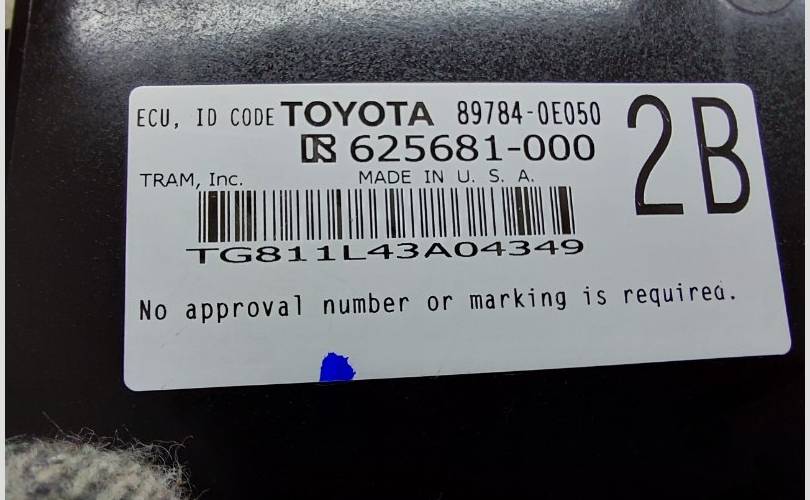 ECU, ID CODE TOYOTA 89784-0E050
2B
625681-000
TRAM, Inc. MADE IN U. S. A.
TG811L43A04349
No approval number or marking is required.